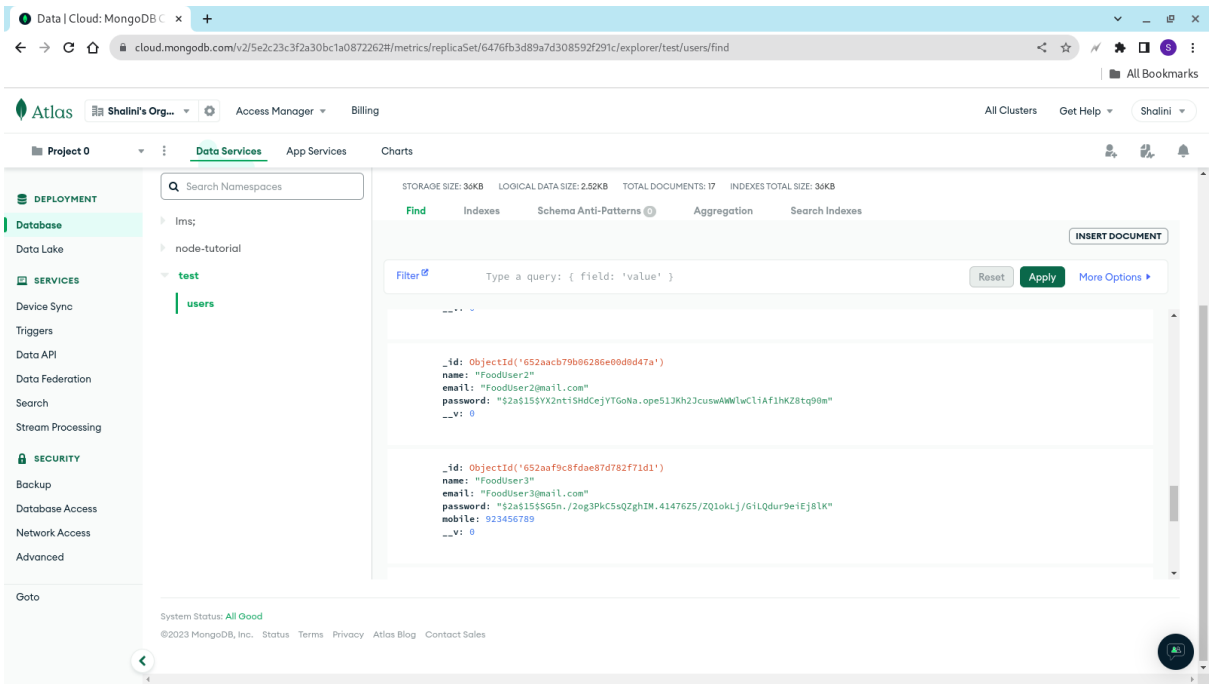 Data | Cloud: MongoDB C
cloud.mongodb.com/v2/5e2c23c3f2a30bc1a0872262#/metrics/replicaSet/6476fb3d89a7d308592f291c/explorer/test/users/find
S
All Bookmarks
Atlas Shalini's Org... Access Manager Billing All Clusters Get Help Shalini
Project 0 Data Services App Services Charts
DEPLOYMENT
Database
Data Lake
SERVICES
Device Sync
Triggers
Data API
Data Federation
Search
Stream Processing
SECURITY
Backup
Database Access
Network Access
Advanced
Goto
Search Namespaces
lms;
node-tutorial
test
users
STORAGE SIZE: 36KB LOGICAL DATA SIZE: 2.52KB TOTAL DOCUMENTS: 17 INDEXES TOTAL SIZE: 36KB
Find Indexes Schema Anti-Patterns 0 Aggregation Search Indexes
INSERT DOCUMENT
Filter Type a query: { field: 'value' } Reset Apply More Options
_id: ObjectId('652aacb79b06286e00d0d47a')
name: "FoodUser2"
email: "FoodUser2@mail.com"
password: "$2a$15$YX2ntiSHdCejYTGoNa.ope51JKh2JcuswAWWlwCliAf1hKZ8tq90m"
__v: 0
_id: ObjectId('652aaf9c8fdae87d782f71d1')
name: "FoodUser3"
email: "FoodUser3@mail.com"
password: "$2a$15$SG5n./2og3PkC5sQZghIM.41476Z5/ZQ1okLj/GiLQdur9eiEj8lK"
mobile: 923456789
__v: 0
System Status: All Good
©2023 MongoDB, Inc. Status Terms Privacy Atlas Blog Contact Sales